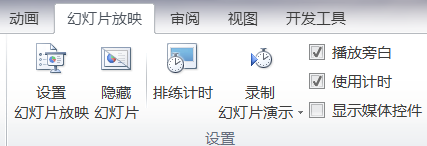 动画 幻灯片放映 审阅 视图 开发工具
设置
幻灯片放映
隐藏
幻灯片
排练计时
录制
幻灯片演示
播放旁白
使用计时
显示媒体控件
设置